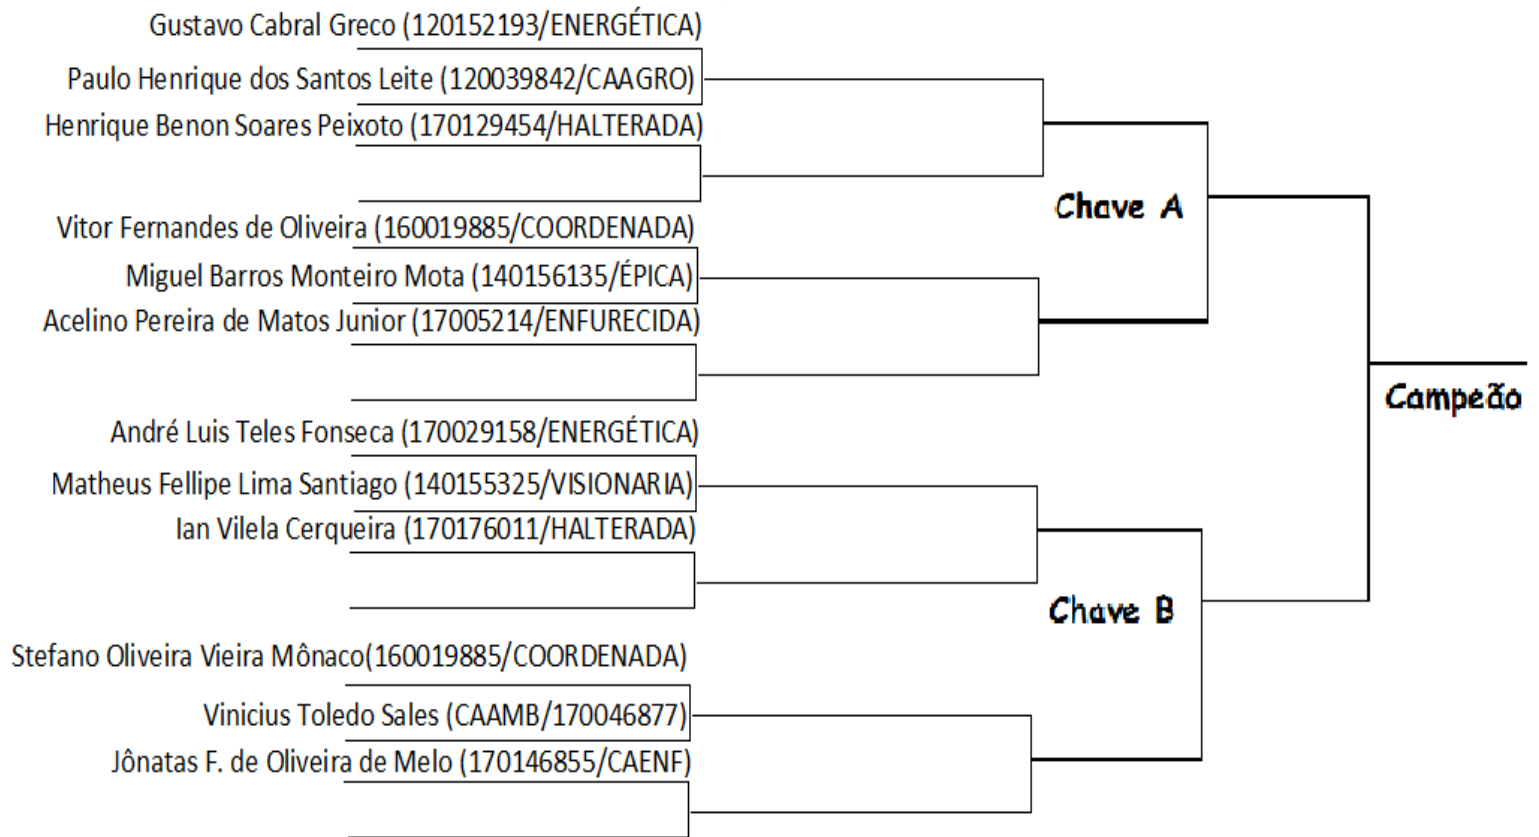 Gustavo Cabral Greco (120152193/ENERGÉTICA)
Paulo Henrique dos Santos Leite (120039842/CAAGRO)
Henrique Benon Soares Peixoto (170129454/HALTERADA)
Chave A
Vitor Fernandes de Oliveira (160019885/COORDENADA)
Miguel Barros Monteiro Mota (140156135/ÉPICA)
Acelino Pereira de Matos Junior (17005214/ENFURECIDA)
Campeão
André Luis Teles Fonseca (170029158/ENERGÉTICA)
Matheus Fellipe Lima Santiago (140155325/VISIONARIA)
Ian Vilela Cerqueira (170176011/HALTERADA)
Chave B
Stefano Oliveira Vieira Mônaco(160019885/COORDENADA)
Vinicius Toledo Sales (CAAMB/170046877)
Jônatas F. de Oliveira de Melo (170146855/CAENF)